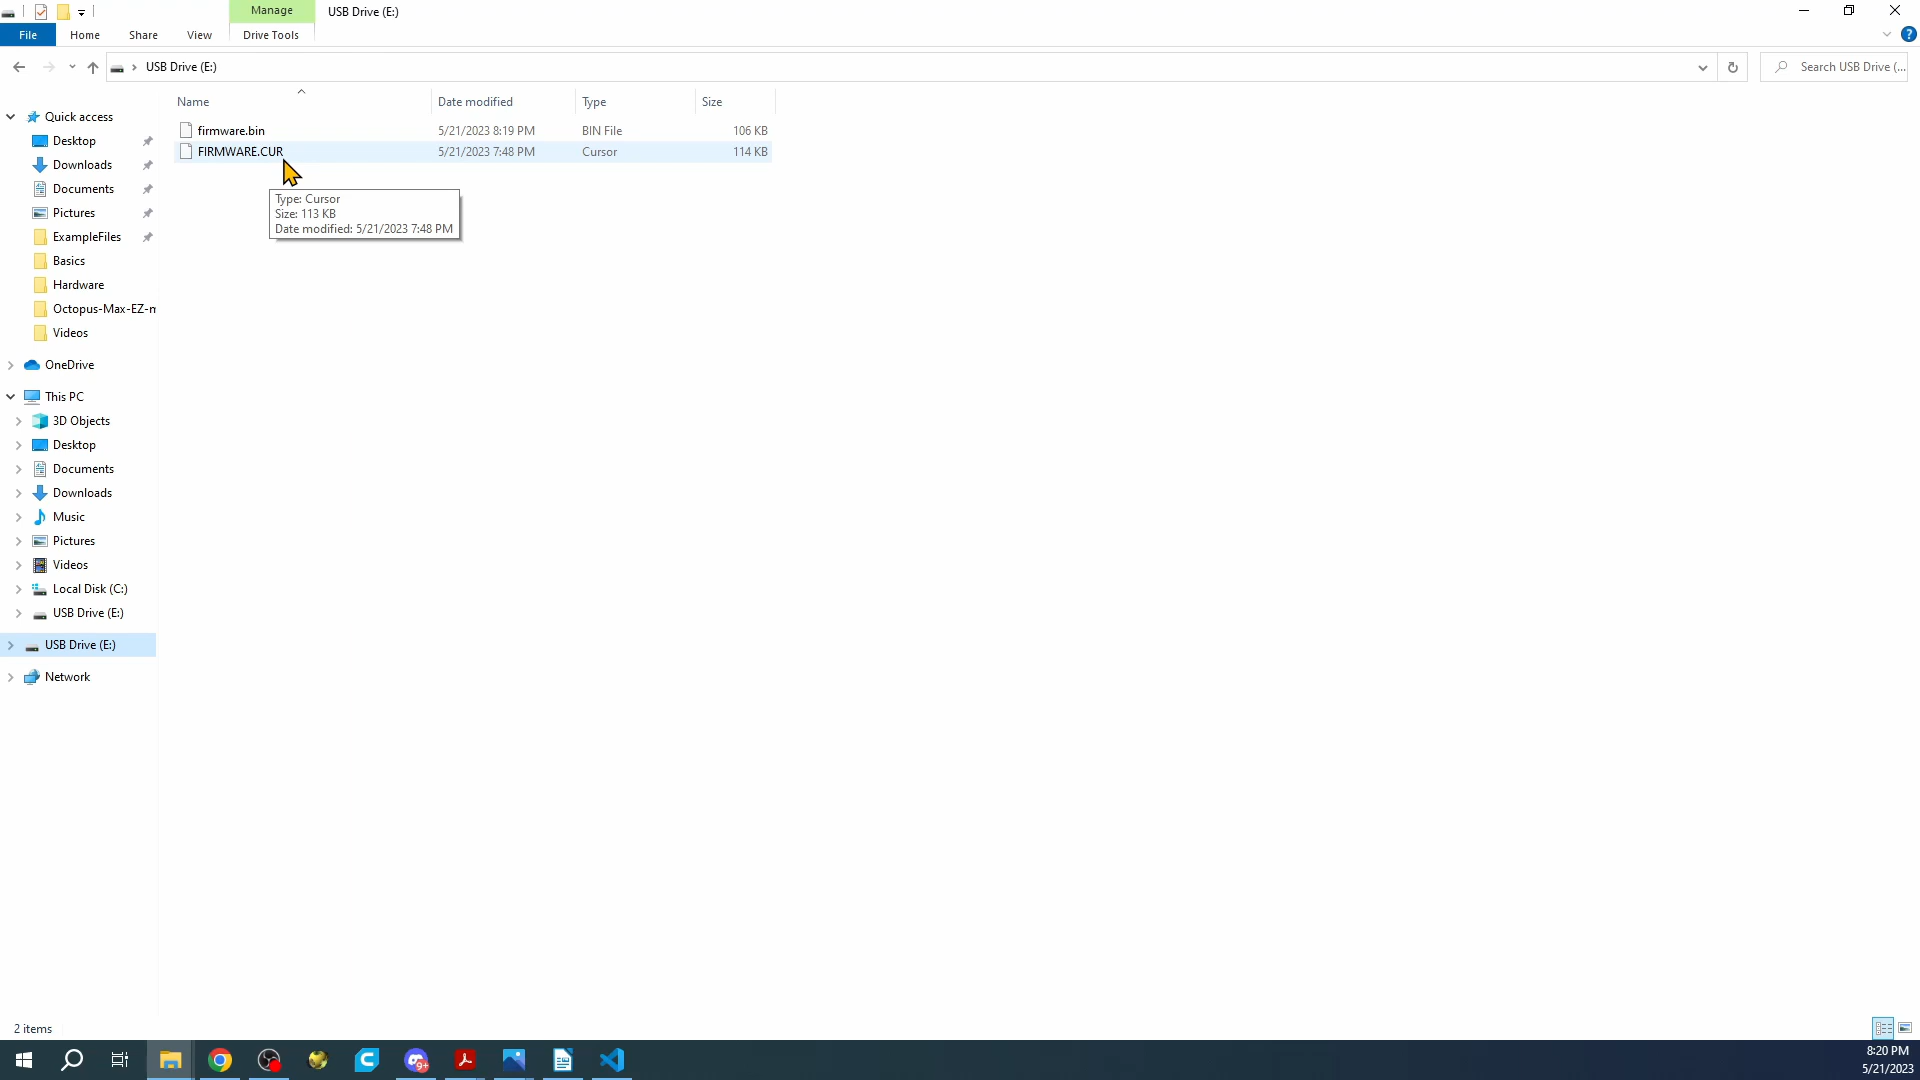 Manage
USB Drive (E:)
File
Home
Share
View
Drive Tools
?
USB Drive (E:)
Search USB Drive (...
Name
Date modified
Type
Size
firmware.bin
5/21/2023 8:19 PM
BIN File
106 KB
FIRMWARE.CUR
5/21/2023 7:48 PM
Cursor
114 KB
Type: Cursor
Size: 113 KB
Date modified: 5/21/2023 7:48 PM
Quick access
Desktop
Downloads
Documents
Pictures
ExampleFiles
Basics
Hardware
Octopus-Max-EZ-m
Videos
OneDrive
This PC
3D Objects
Desktop
Documents
Downloads
Music
Pictures
Videos
Local Disk (C:)
USB Drive (E:)
USB Drive (E:)
Network
2 items
9+
8:20 PM
5/21/2023